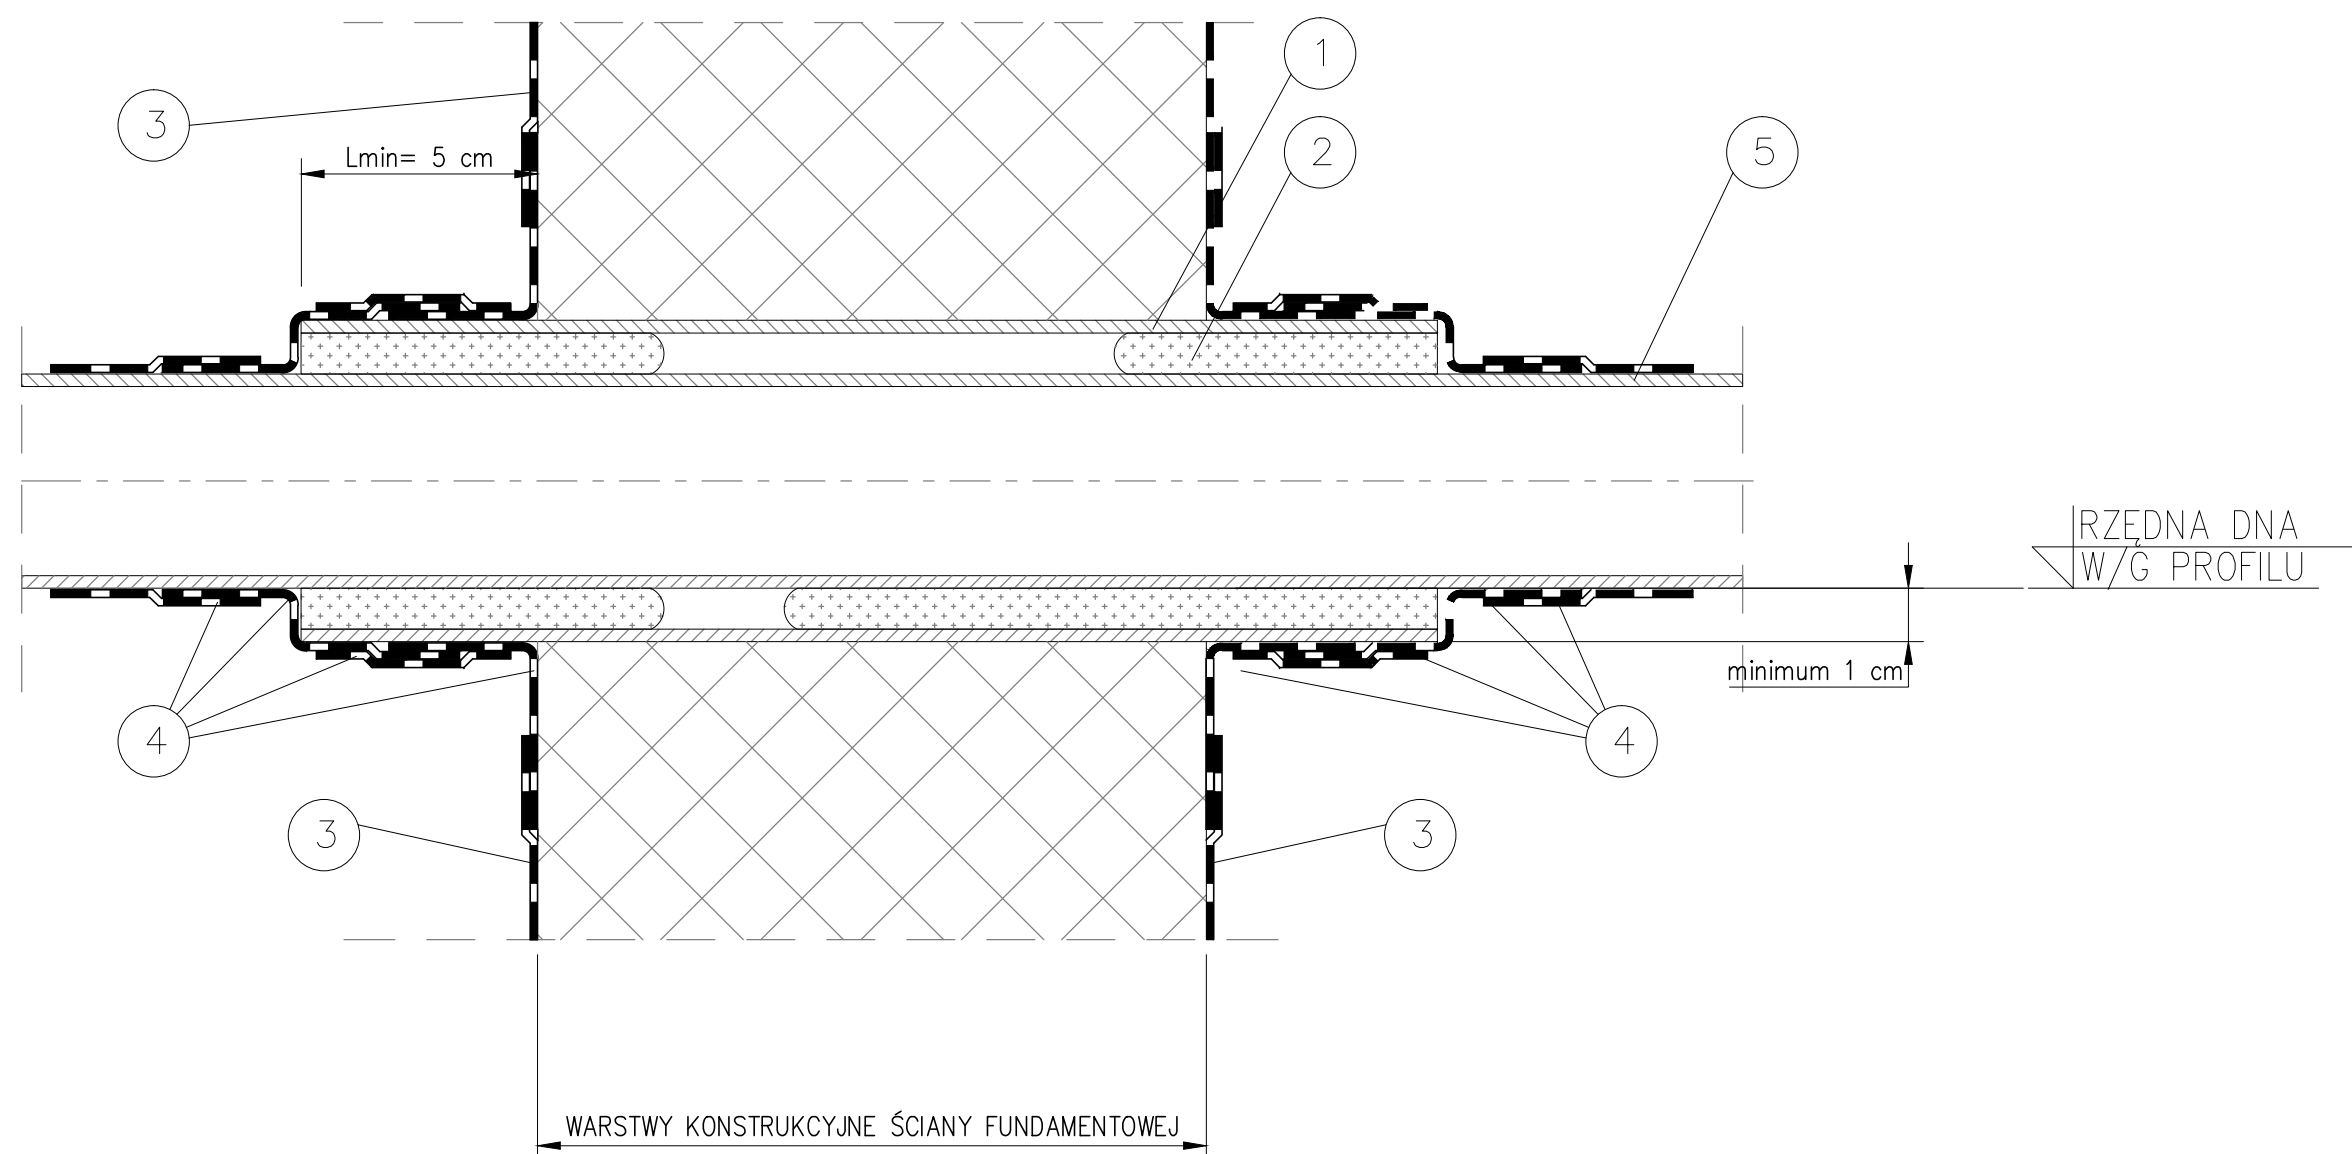 1
3
2
5
Lmin= 5 cm
RZĘDNA DNA
W/G PROFILU
minimum 1 cm
4
4
3
3
WARSTWY KONSTRUKCYJNE ŚCIANY FUNDAMENTOWEJ